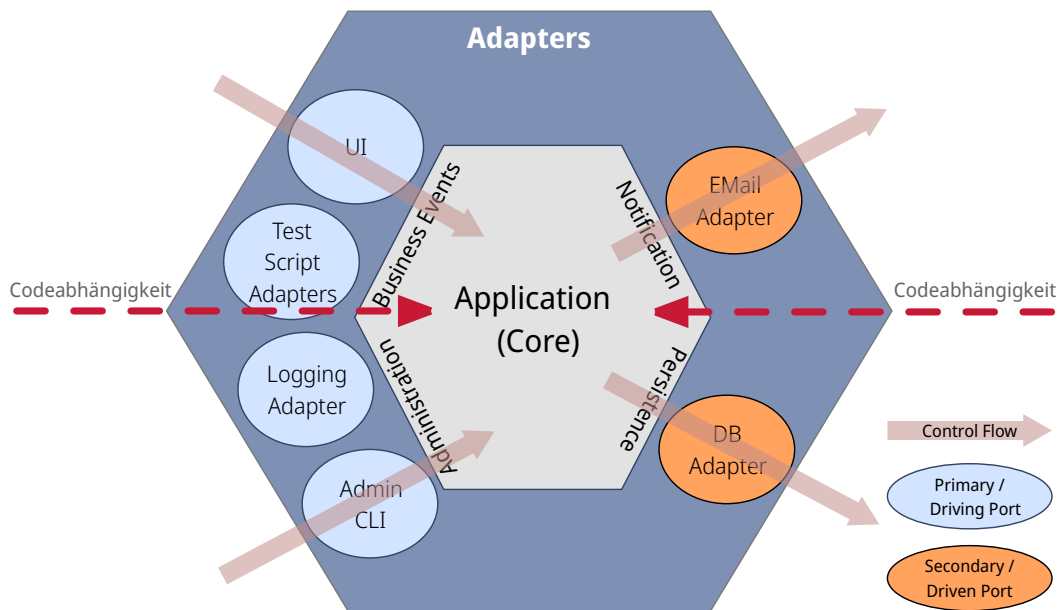 Adapters
UI
Test
Script
Adapters
Logging
Adapter
Admin
CLI
Business Events
Administration
Application
(Core)
Notification
Persistence
EMail
Adapter
DB
Adapter
Codeabhängigkeit
Codeabhängigkeit
Control Flow
Primary /
Driving Port
Secondary /
Driven Port